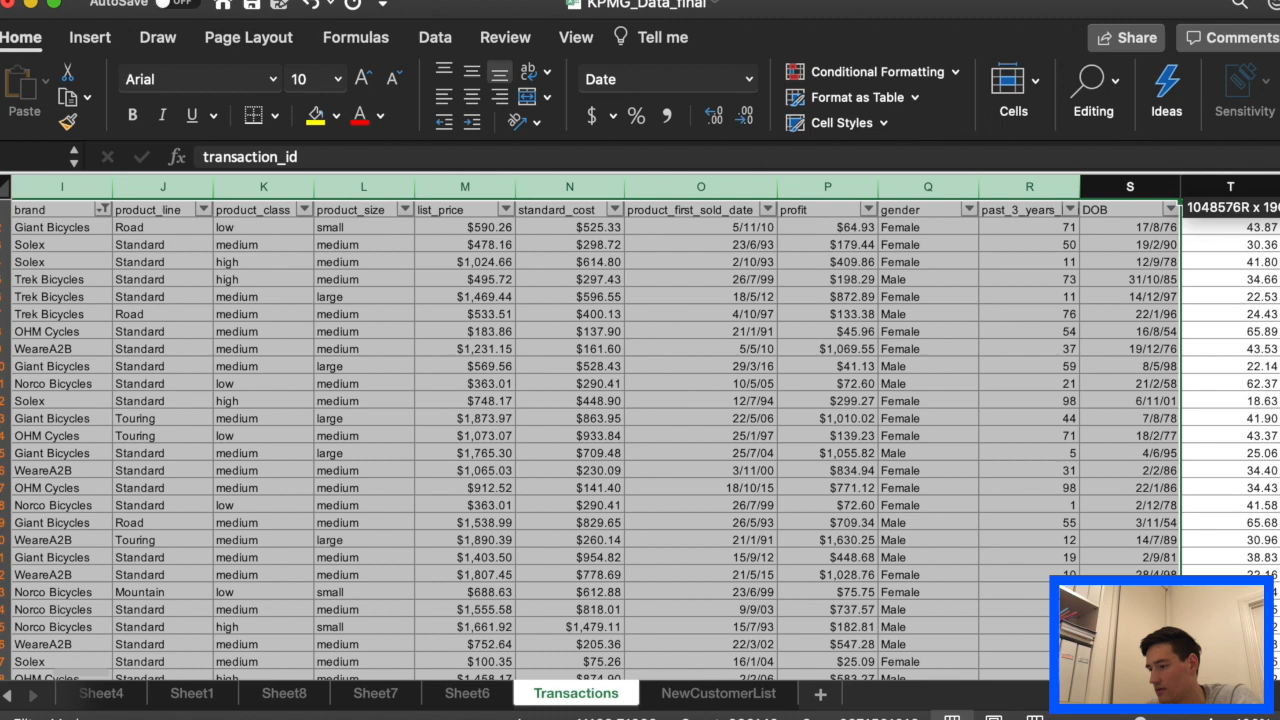 AutoSave OFF KPMG_Data_final
Home Insert Draw Page Layout Formulas Data Review View Tell me Share Comments
Paste Arial 10 A A ab Date Conditional Formatting Cells Editing Ideas Sensitivity
Format as Table
B I U A $ % Cell Styles
fx transaction_id
I J K L M N O P Q R S T
brand product_line product_class product_size list_price standard_cost product_first_sold_date profit gender past_3_years_ DOB 1048576R x 19
Giant Bicycles Road low small $590.26 $525.33 5/11/10 $64.93 Female 71 17/8/76 43.87
Solex Standard medium medium $478.16 $298.72 23/6/93 $179.44 Female 50 19/2/90 30.36
Solex Standard high medium $1,024.66 $614.80 2/10/93 $409.86 Female 11 12/9/78 41.80
Trek Bicycles Standard high medium $495.72 $297.43 26/7/99 $198.29 Male 73 31/10/85 34.66
Trek Bicycles Standard medium large $1,469.44 $596.55 18/5/12 $872.89 Female 11 14/12/97 22.53
Trek Bicycles Road medium medium $533.51 $400.13 4/10/97 $133.38 Male 76 22/1/96 24.43
OHM Cycles Standard medium medium $183.86 $137.90 21/1/91 $45.96 Female 54 16/8/54 65.89
WeareA2B Standard medium medium $1,231.15 $161.60 5/5/10 $1,069.55 Female 37 19/12/76 43.53
Giant Bicycles Standard medium large $569.56 $528.43 29/3/16 $41.13 Male 59 8/5/98 22.14
Norco Bicycles Standard low medium $363.01 $290.41 10/5/05 $72.60 Male 21 21/2/58 62.37
Solex Standard high medium $748.17 $448.90 12/7/94 $299.27 Female 98 6/11/01 18.63
Giant Bicycles Touring medium large $1,873.97 $863.95 22/5/06 $1,010.02 Female 44 7/8/78 41.90
OHM Cycles Touring low medium $1,073.07 $933.84 25/1/97 $139.23 Female 71 18/2/77 43.37
Giant Bicycles Standard medium large $1,765.30 $709.48 25/7/04 $1,055.82 Male 5 4/6/95 25.06
WeareA2B Standard medium medium $1,065.03 $230.09 3/11/00 $834.94 Female 31 2/2/86 34.40
OHM Cycles Standard medium medium $912.52 $141.40 18/10/15 $771.12 Female 98 22/1/86 34.43
Norco Bicycles Standard low medium $363.01 $290.41 26/7/99 $72.60 Female 1 2/12/78 41.58
Giant Bicycles Road medium medium $1,538.99 $829.65 26/5/93 $709.34 Male 55 3/11/54 65.68
WeareA2B Touring medium large $1,890.39 $260.14 21/1/91 $1,630.25 Male 12 14/7/89 30.96
Giant Bicycles Standard medium medium $1,403.50 $954.82 15/9/12 $448.68 Male 19 2/9/81 38.83
WeareA2B Standard medium medium $1,807.45 $778.69 21/5/15 $1,028.76 Female 10 28/4/98 22.16
Norco Bicycles Mountain low small $688.63 $612.88 23/6/99 $75.75 Female
Norco Bicycles Standard medium medium $1,555.58 $818.01 9/9/03 $737.57 Male
Norco Bicycles Standard high small $1,661.92 $1,479.11 15/7/93 $182.81 Male
WeareA2B Standard medium medium $752.64 $205.36 22/3/02 $547.28 Male
Solex Standard medium medium $100.35 $75.26 16/1/04 $25.09 Female
Sheet4 Sheet1 Sheet8 Sheet7 Sheet6 Transactions NewCustomerList